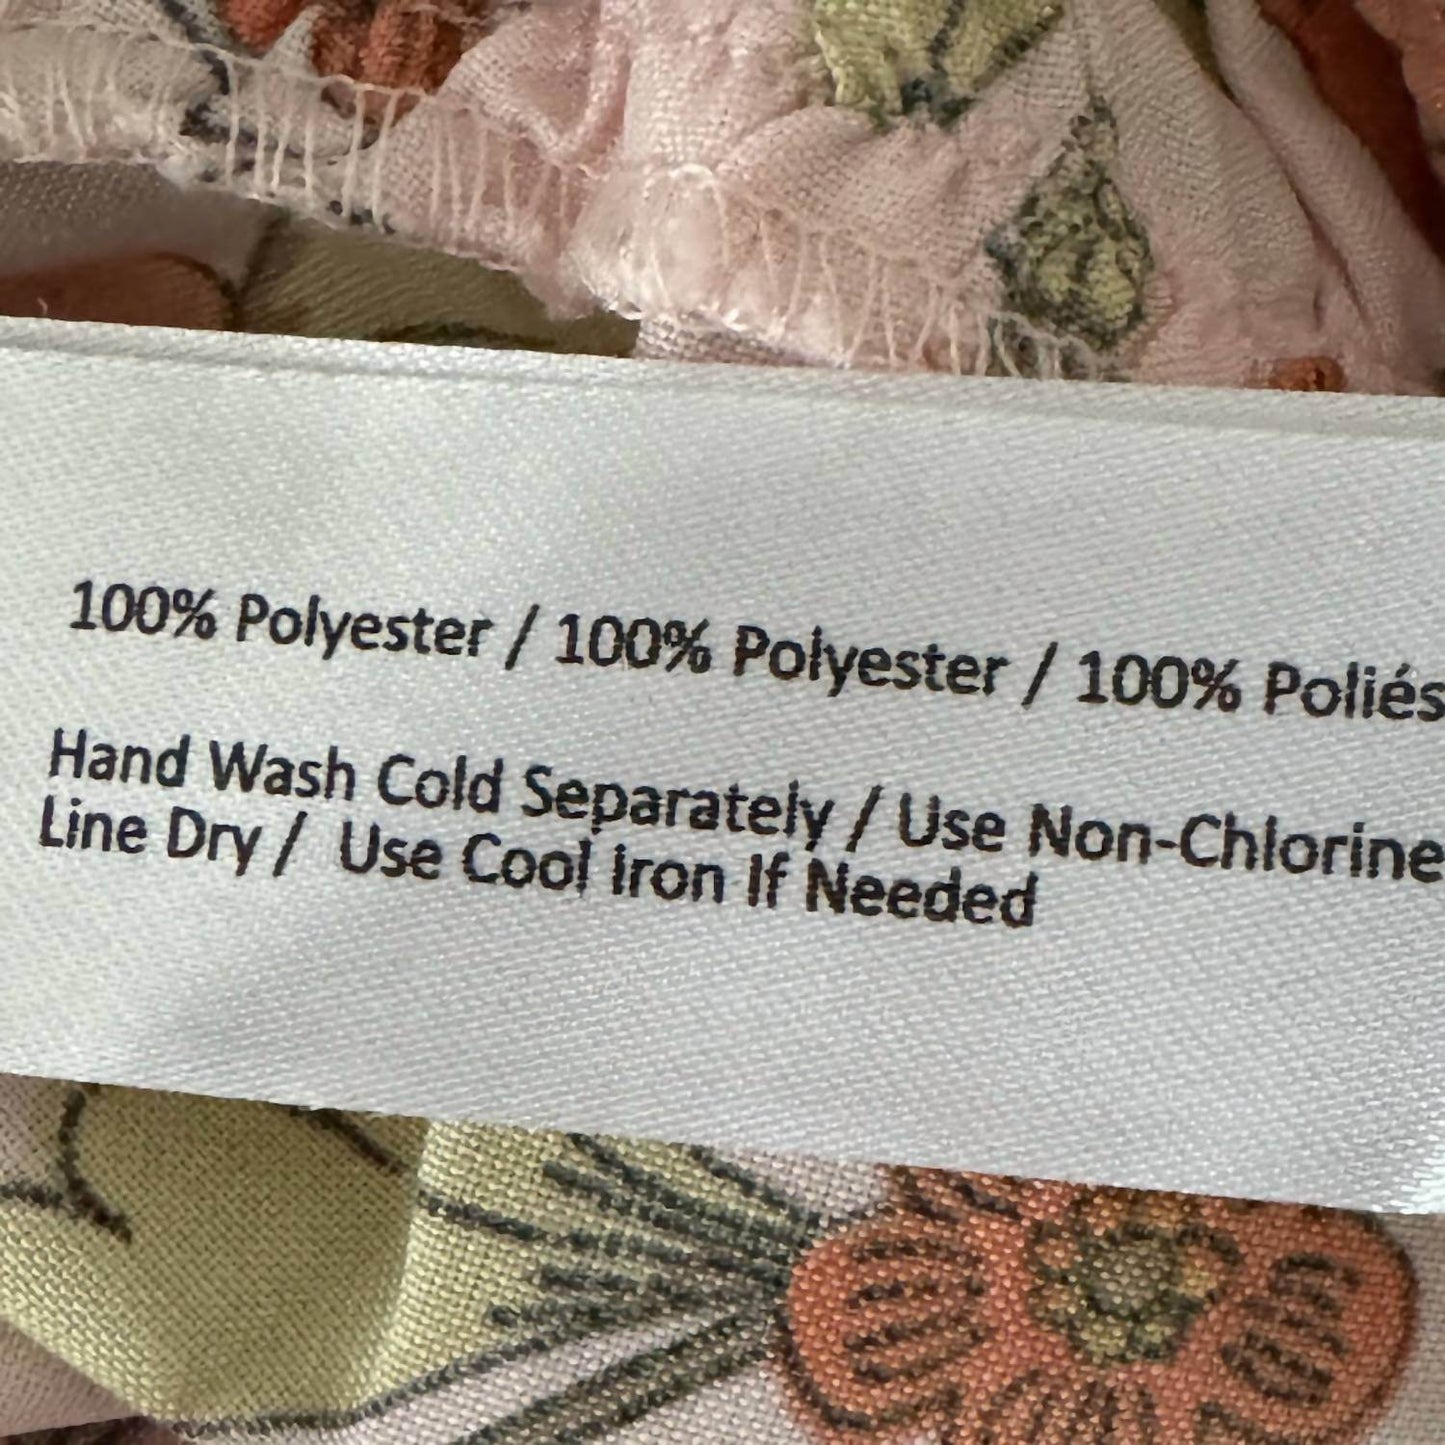 100% Polyester / 100% Polyester / 100% Poliés
Hand Wash Cold Separately / Use Non-Chlorine
Line Dry / Use Cool Iron If Needed